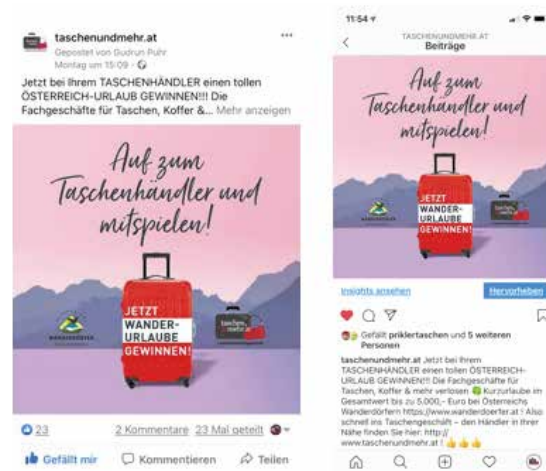 taschenundmehr.at
Gepostet von Gudrun Puhr
Montag um 15:09 ·
Jetzt bei Ihrem TASCHENHÄNDLER einen tollen
ÖSTERREICH-URLAUB GEWINNEN!!! Die
Fachgeschäfte für Taschen, Koffer &... Mehr anzeigen
Auf zum
Taschenhändler und
mitspielen!
JETZT
WANDER-
URLAUBE
GEWINNEN!
WANDERDÖRFER
taschen
mehr.at
23
2 Kommentare 23 Mal geteilt
Gefällt mir Kommentieren Teilen
11:54
TASCHENUNDMEHR.AT
Beiträge
Auf zum
Taschenhändler und
mitspielen!
JETZT
WANDER-
URLAUBE
GEWINNEN!
Insights ansehen Hervorheben
Gefällt priklertaschen und 5 weiteren
Personen
taschenundmehr.at Jetzt bei Ihrem
TASCHENHÄNDLER einen tollen ÖSTERREICH-
URLAUB GEWINNEN!!! Die Fachgeschäfte für
Taschen, Koffer & mehr verlosen Kurzurlaube im
Gesamtwert bis zu 5.000,- Euro bei Österreichs
Wanderdörfern https://www.wanderdoerfer.at ! Also
schnell ins Taschengeschäft – den Händler in Ihrer
Nähe finden Sie hier: http://
www.taschenundmehr.at !